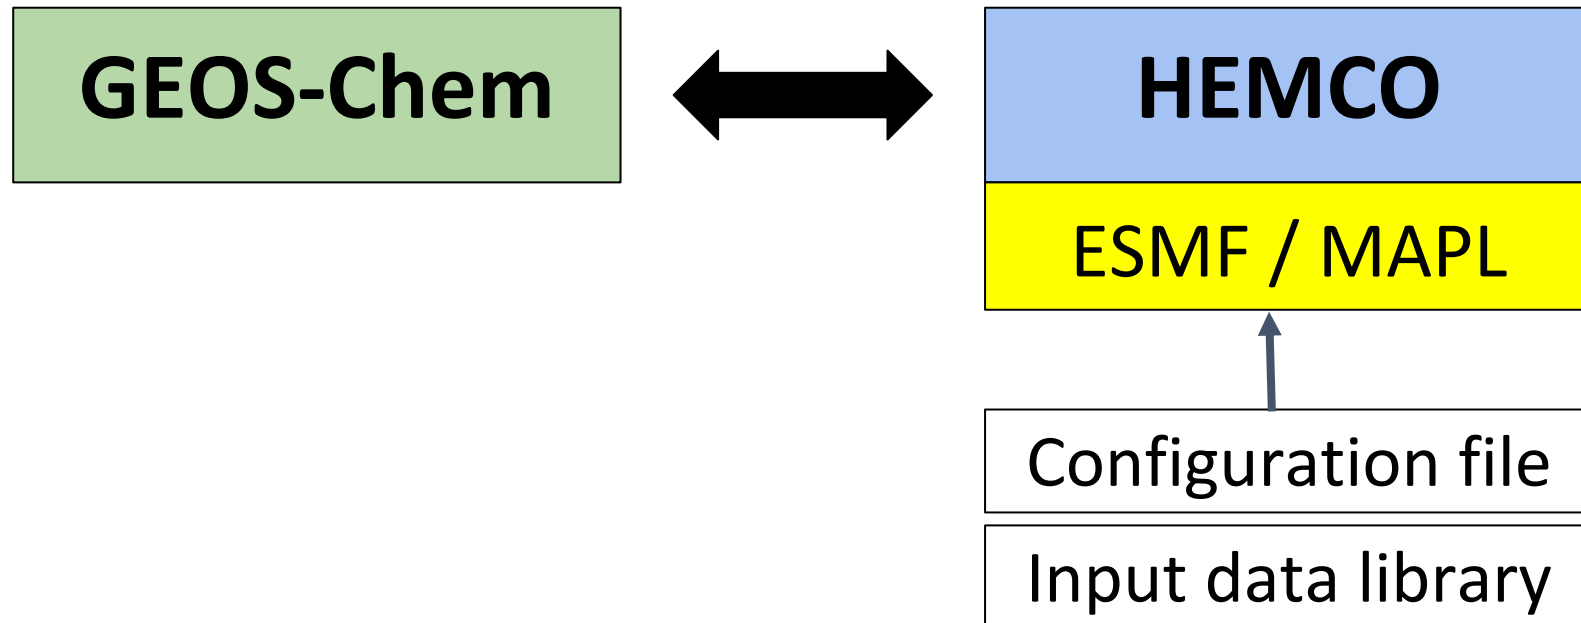 GEOS-Chem
HEMCO
ESMF / MAPL
Configuration file
Input data library